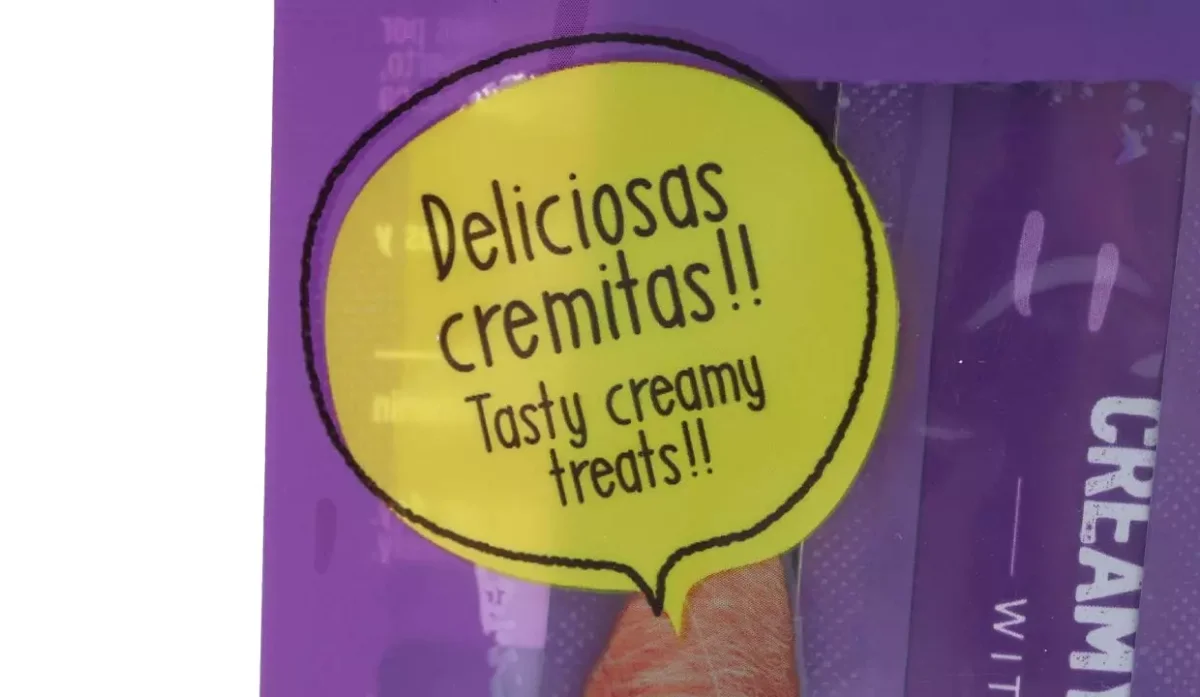 Deliciosas
cremitas!!
Tasty creamy
treats!!
CREAMY
WIT